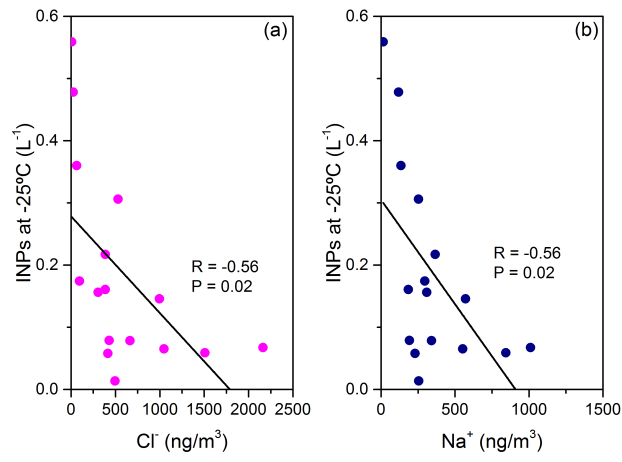 (a)
0.6
0.4
0.2
0.0
INPs at -25ºC (L⁻¹)
R = -0.56
P = 0.02
0 500 1000 1500 2000 2500
Cl⁻ (ng/m³)
(b)
INPs at -25ºC (L⁻¹)
0.6
0.4
0.2
0.0
R = -0.56
P = 0.02
0 500 1000 1500
Na⁺ (ng/m³)